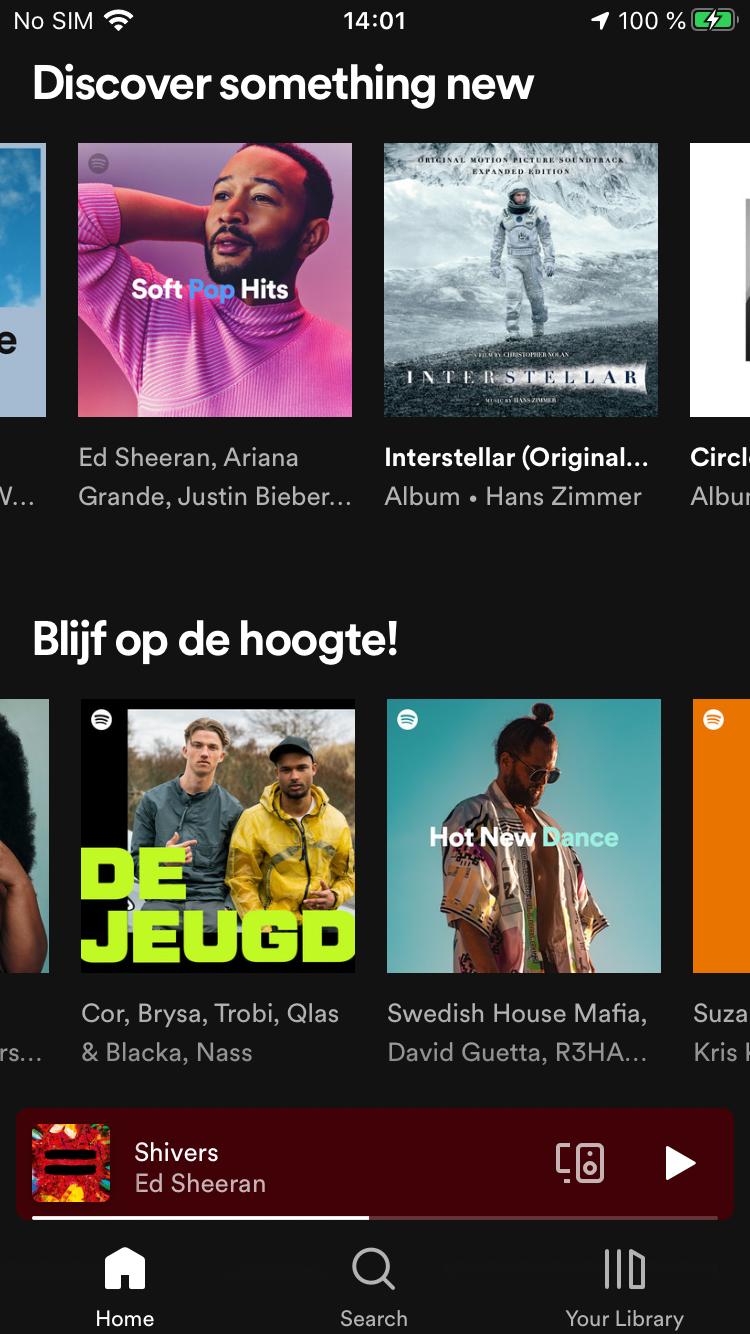 No SIM 14:01 100 %
Discover something new
e
Soft Pop Hits
ORIGINAL MOTION PICTURE SOUNDTRACK
EXPANDED EDITION
A FILM BY CHRISTOPHER NOLAN
INTERSTELLAR
MUSIC BY HANS ZIMMER
Ed Sheeran, Ariana
Grande, Justin Bieber...
Interstellar (Original...
Album • Hans Zimmer
Circl
Albu
W...
Blijf op de hoogte!
DE
JEUGD
Hot New Dance
Cor, Brysa, Trobi, Qlas
& Blacka, Nass
Swedish House Mafia,
David Guetta, R3HA...
Suza
Kris
rs...
Shivers
Ed Sheeran
Home
Search
Your Library